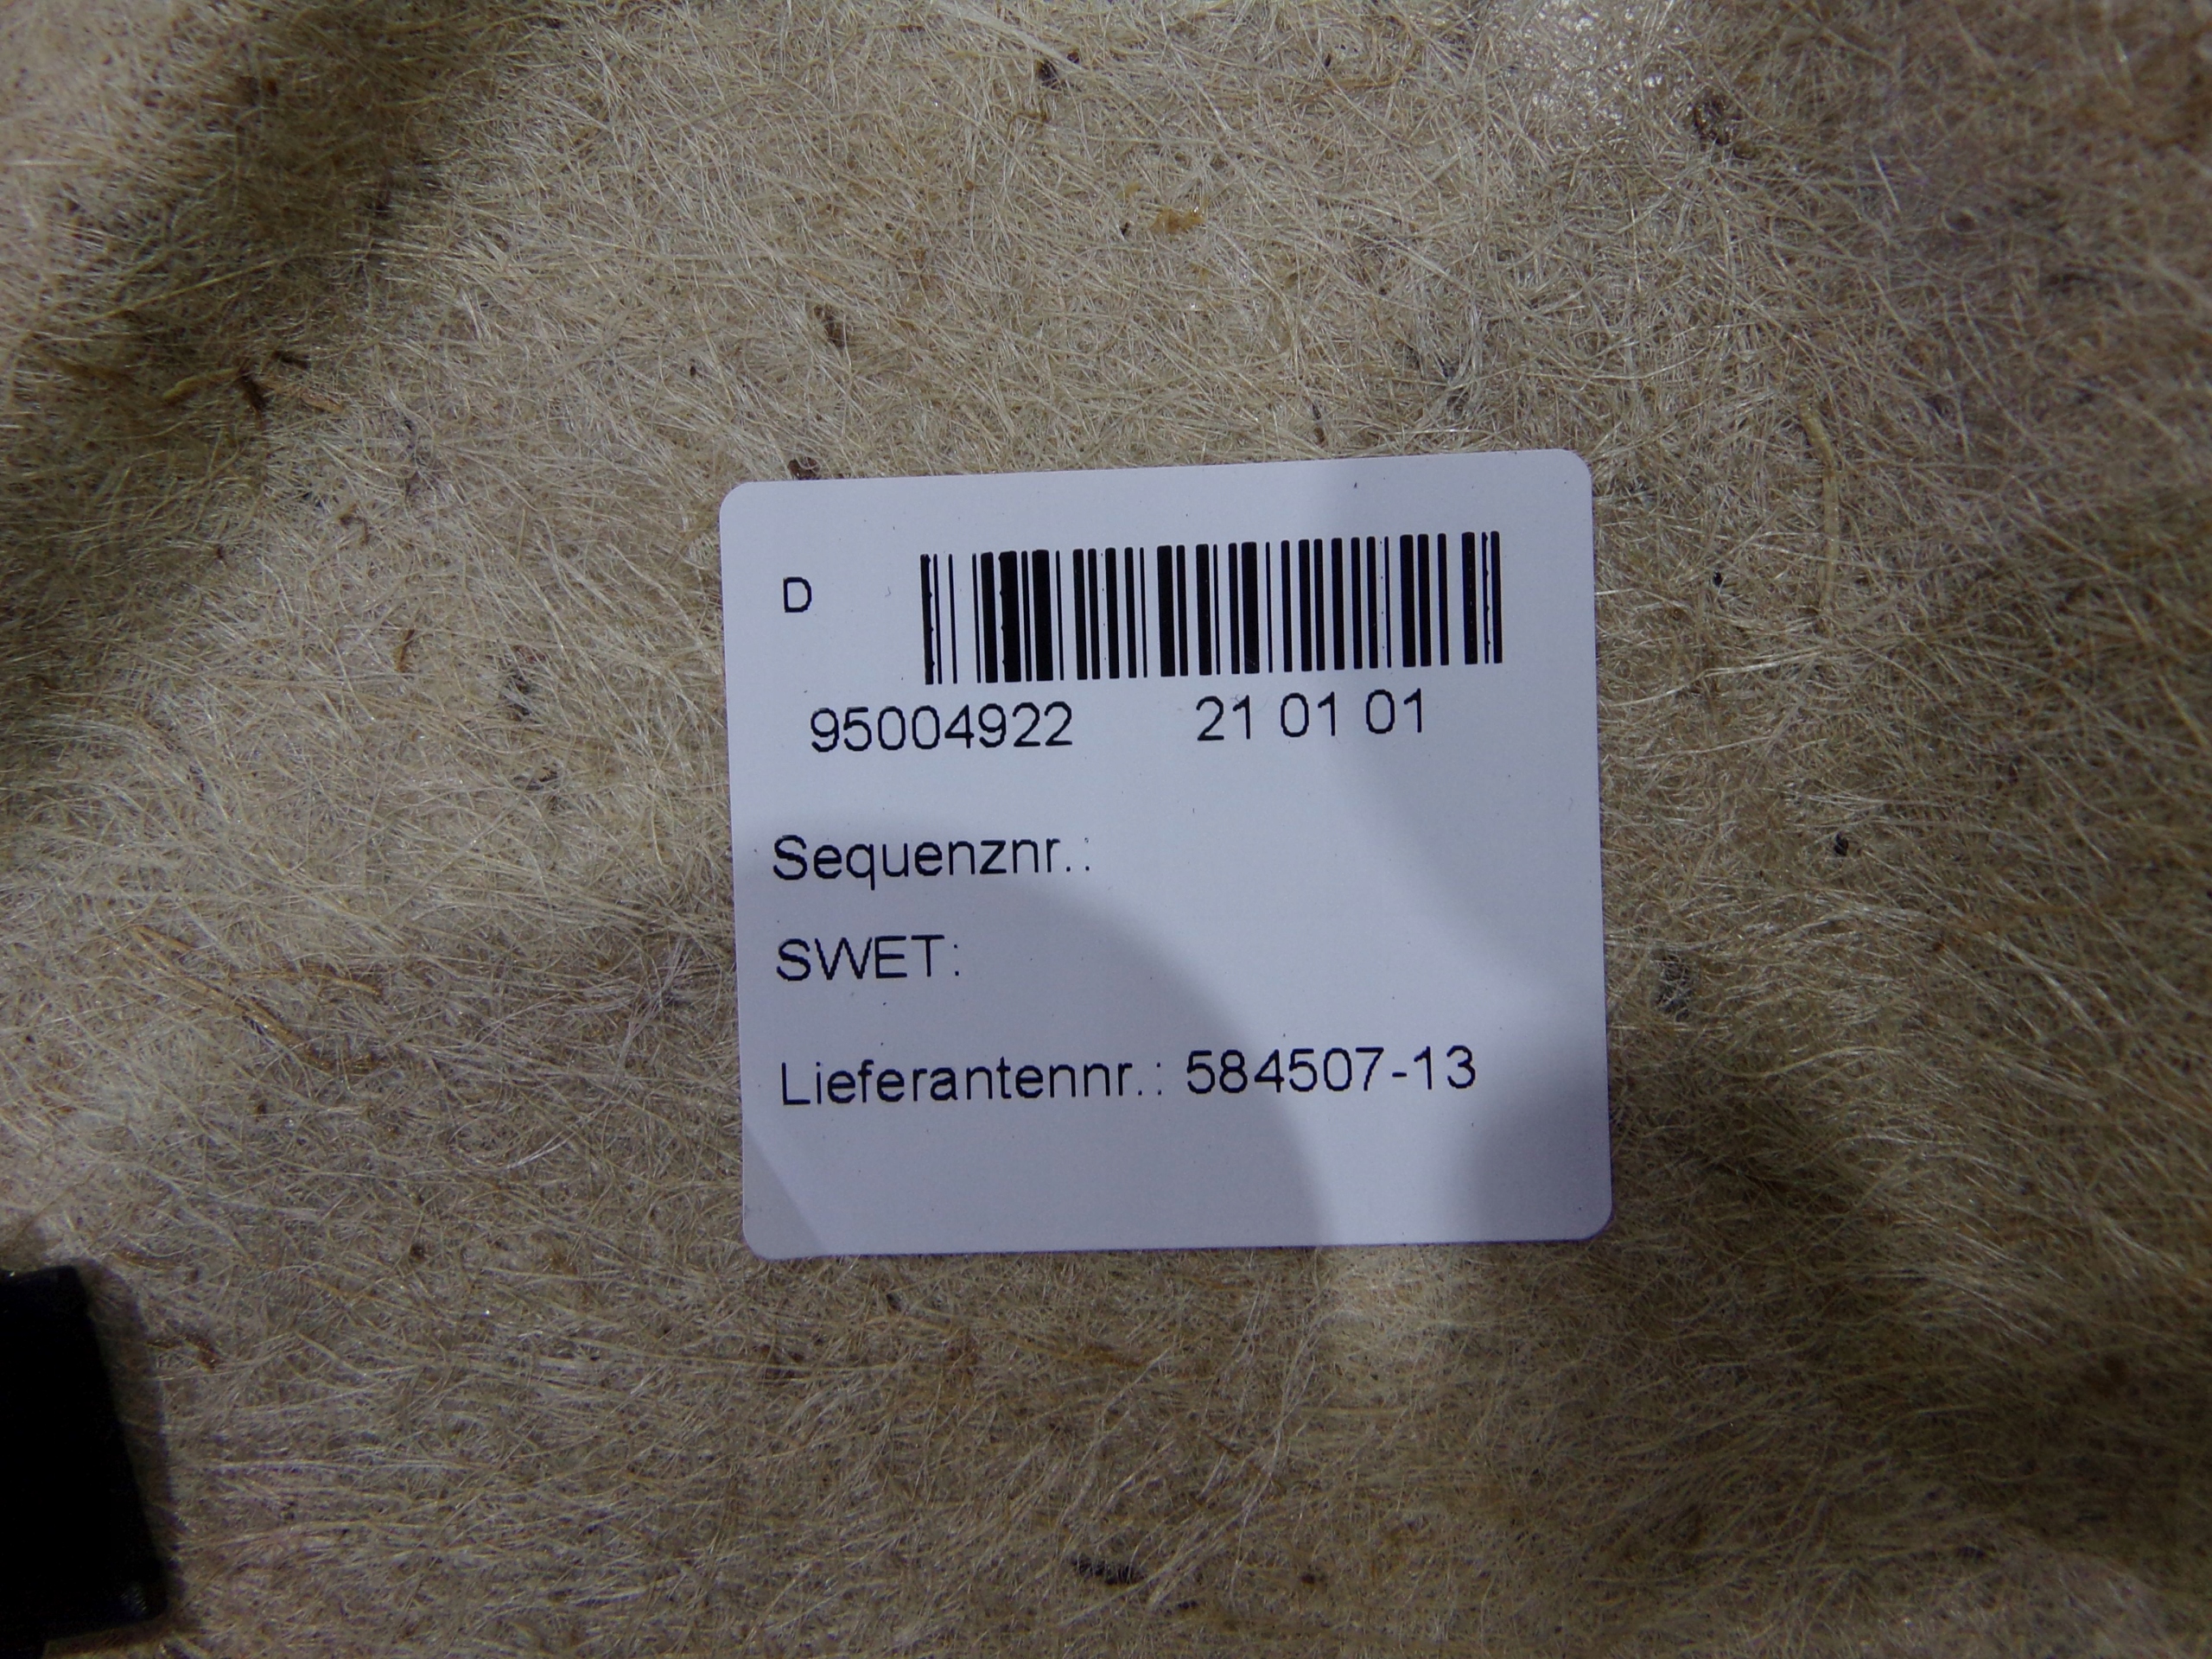 D
95004922 21 01 01
Sequenznr.:
SWET:
Lieferantennr.: 584507-13